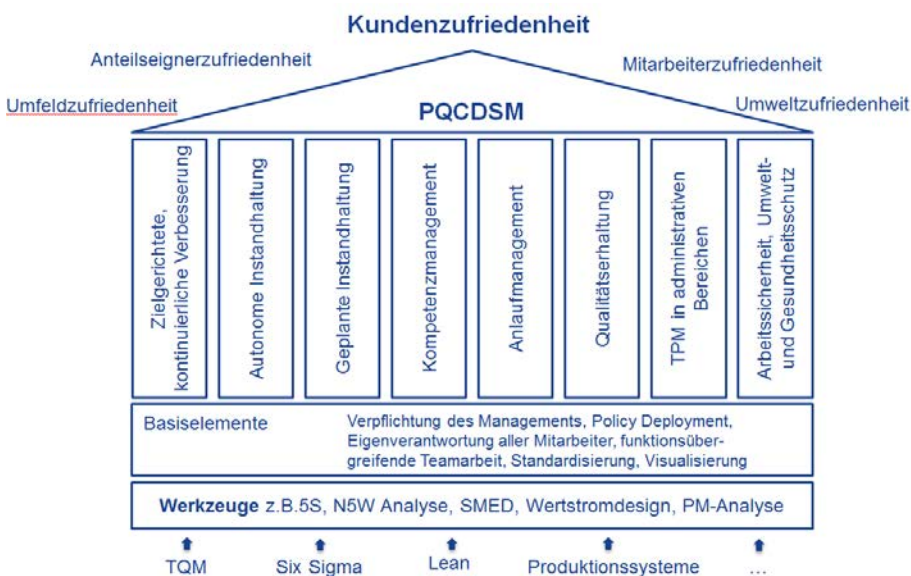 Kundenzufriedenheit
Anteilseignerzufriedenheit
Mitarbeiterzufriedenheit
Umfeldzufriedenheit
Umweltzufriedenheit
PQCDSM
Zielgerichtete,
kontinuierliche Verbesserung
Autonome Instandhaltung
Geplante Instandhaltung
Kompetenzmanagement
Anlaufmanagement
Qualitätserhaltung
TPM in administrativen
Bereichen
Arbeitssicherheit, Umwelt-
und Gesundheitsschutz
Basiselemente
Verpflichtung des Managements, Policy Deployment,
Eigenverantwortung aller Mitarbeiter, funktionsüber-
greifende Teamarbeit, Standardisierung, Visualisierung
Werkzeuge z.B.5S, N5W Analyse, SMED, Wertstromdesign, PM-Analyse
TQM
Six Sigma
Lean
Produktionssysteme
...